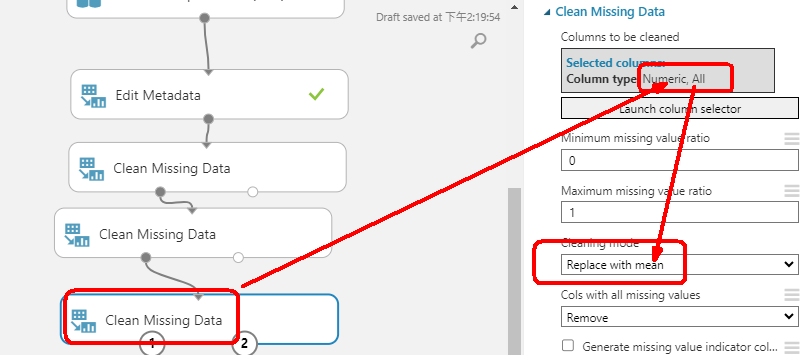 Draft saved at 下午2:19:54
Edit Metadata
Clean Missing Data
Clean Missing Data
Clean Missing Data
1
2
Clean Missing Data
Columns to be cleaned
Selected columns:
Column type: Numeric, All
Launch column selector
Minimum missing value ratio
0
Maximum missing value ratio
1
Cleaning mode
Replace with mean
Cols with all missing values
Remove
Generate missing value indicator col...